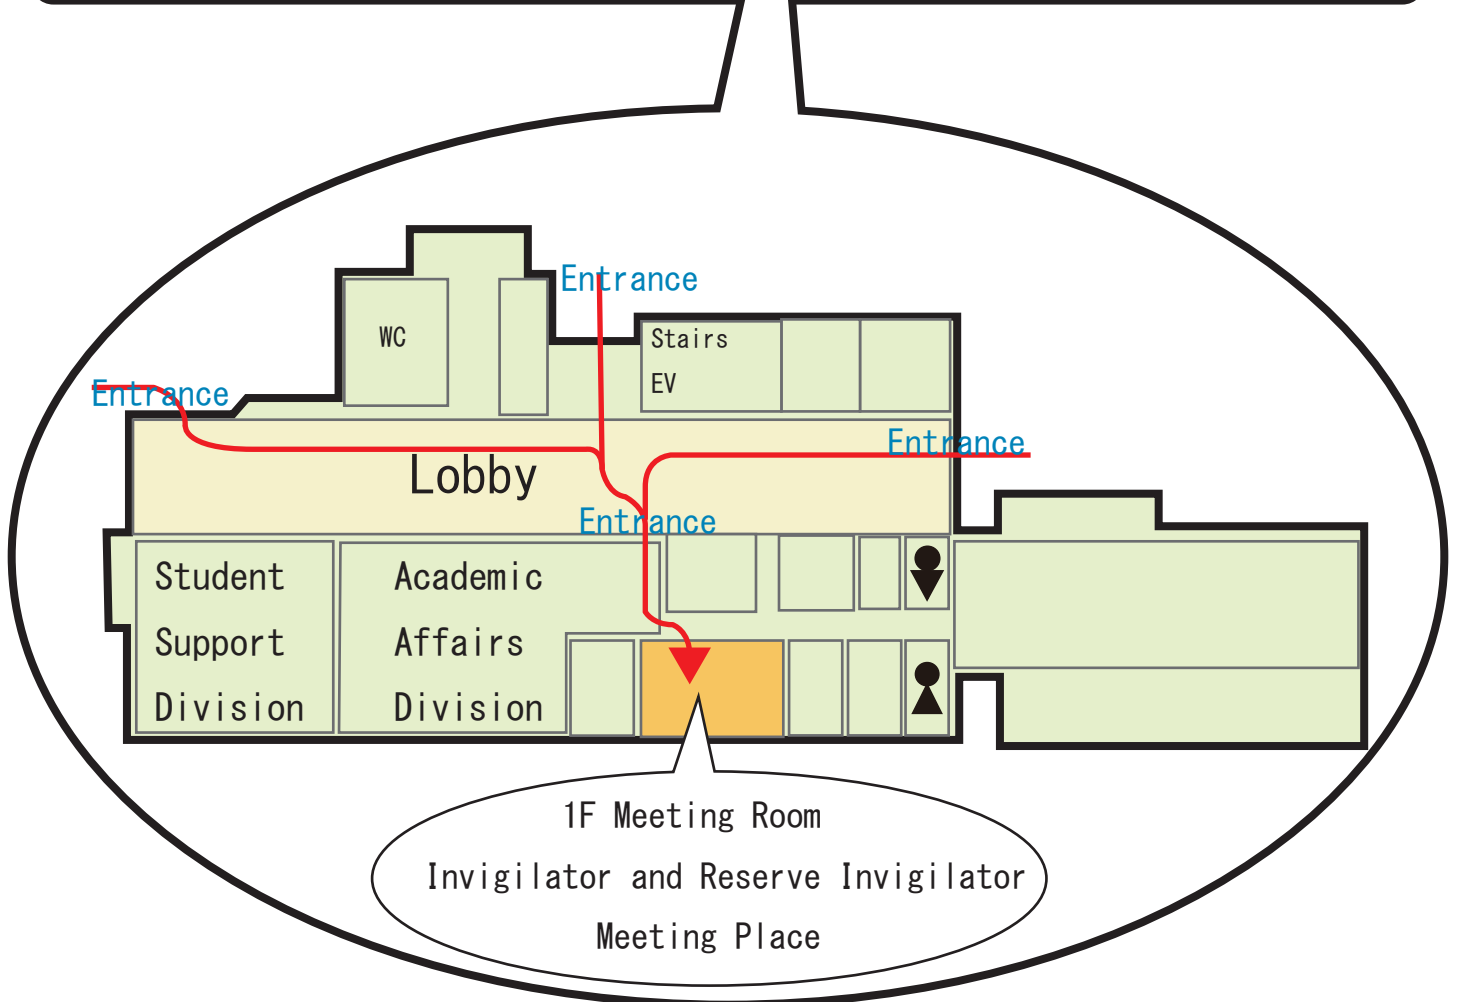 Entrance
WC
Stairs
EV
Entrance
Entrance
Lobby
Entrance
Student
Support
Division
Academic
Affairs
Division
1F Meeting Room
Invigilator and Reserve Invigilator
Meeting Place